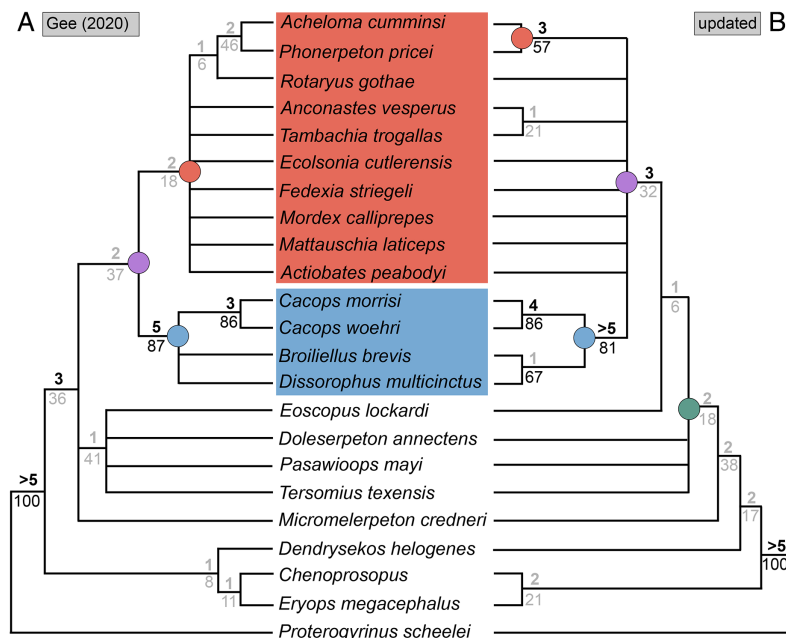 A Gee (2020) updated B
Acheloma cumminsi
Phonerpeton pricei
Rotaryus gothae
Anconastes vesperus
Tambachia trogallas
Ecolsonia cutlerensis
Fedexia striegeli
Mordex calliprepes
Mattauschia laticeps
Actiobates peabodyi
Cacops morrisi
Cacops woehri
Broiliellus brevis
Dissorophus multicinctus
Eoscopus lockardi
Doleserpeton annectens
Pasawioops mayi
Tersomius texensis
Micromelerpeton credneri
Dendrysekos helogenes
Chenoprosopus
Eryops megacephalus
Proterogyrinus scheelei
2
46
1
6
2
18
2
37
3
86
5
87
3
36
1
41
>5
100
1
8
1
11
3
57
1
21
3
32
4
86
>5
81
1
67
1
6
2
18
2
38
2
17
>5
100
2
21